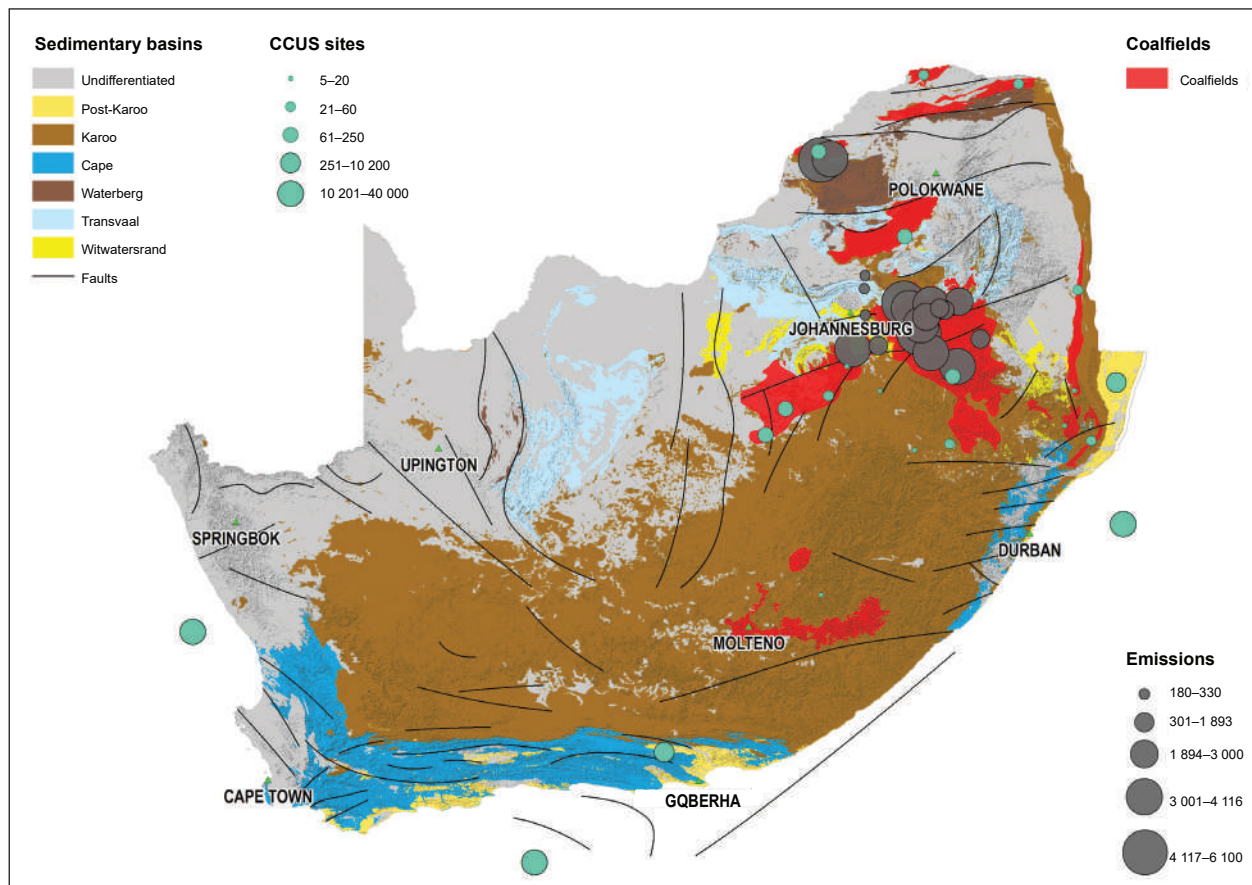 Sedimentary basins
Undifferentiated
Post-Karoo
Karoo
Cape
Waterberg
Transvaal
Witwatersrand
Faults
CCUS sites
5–20
21–60
61–250
251–10 200
10 201–40 000
Coalfields
Coalfields
POLOKWANE
JOHANNESBURG
UPINGTON
SPRINGBOK
DURBAN
MOLTENO
CAPE TOWN
GQBERHA
Emissions
180–330
301–1 893
1 894–3 000
3 001–4 116
4 117–6 100